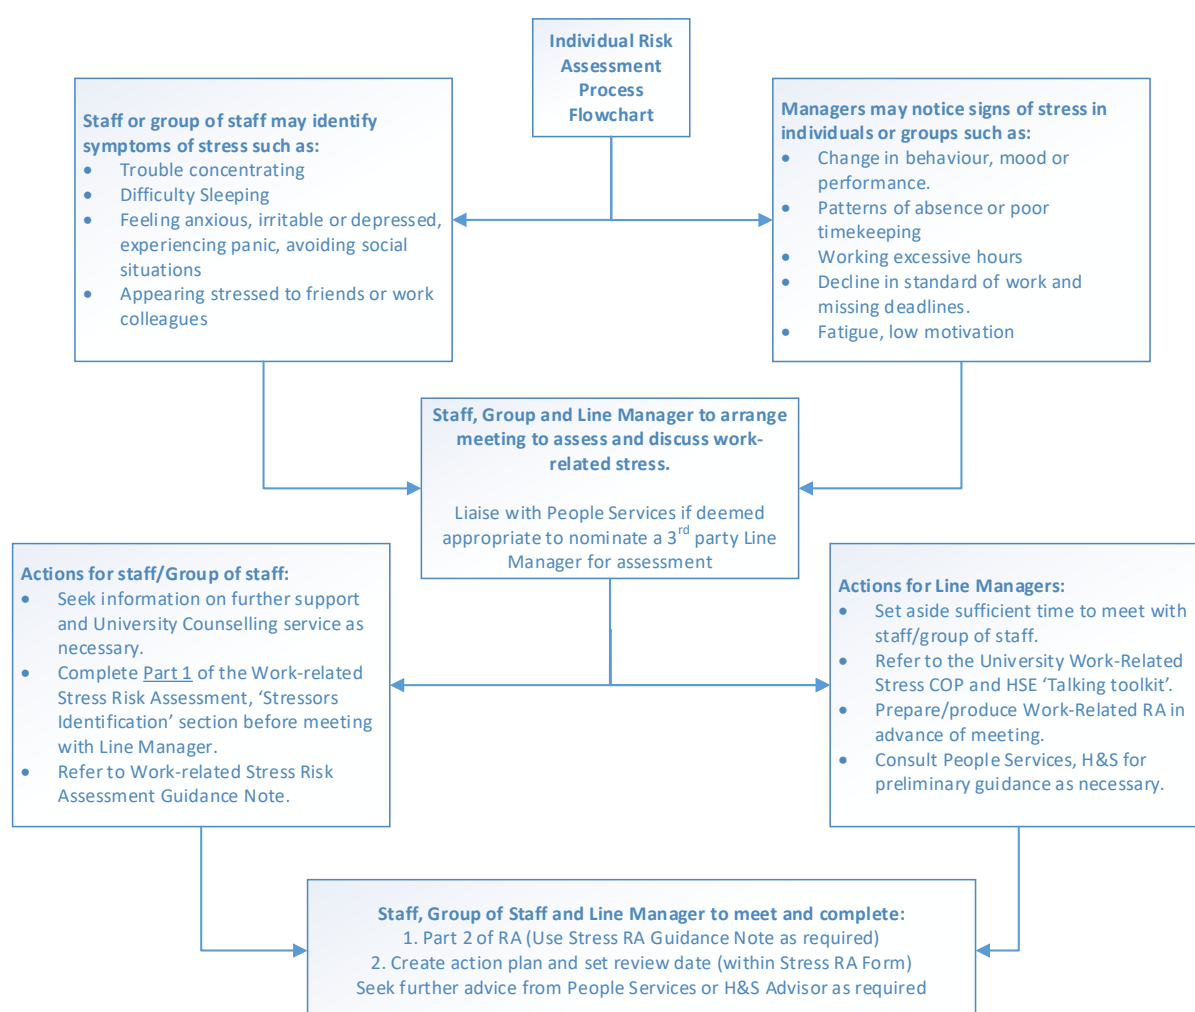 Individual Risk
Assessment
Process
Flowchart
Staff or group of staff may identify
symptoms of stress such as:
• Trouble concentrating
• Difficulty Sleeping
• Feeling anxious, irritable or depressed,
experiencing panic, avoiding social
situations
• Appearing stressed to friends or work
colleagues
Managers may notice signs of stress in
individuals or groups such as:
• Change in behaviour, mood or
performance.
• Patterns of absence or poor
timekeeping
• Working excessive hours
• Decline in standard of work and
missing deadlines.
• Fatigue, low motivation
Staff, Group and Line Manager to arrange
meeting to assess and discuss work-
related stress.
Liaise with People Services if deemed
appropriate to nominate a 3rd party Line
Manager for assessment
Actions for staff/Group of staff:
• Seek information on further support
and University Counselling service as
necessary.
• Complete Part 1 of the Work-related
Stress Risk Assessment, ‘Stressors
Identification’ section before meeting
with Line Manager.
• Refer to Work-related Stress Risk
Assessment Guidance Note.
Actions for Line Managers:
• Set aside sufficient time to meet with
staff/group of staff.
• Refer to the University Work-Related
Stress COP and HSE ‘Talking toolkit’.
• Prepare/produce Work-Related RA in
advance of meeting.
• Consult People Services, H&S for
preliminary guidance as necessary.
Staff, Group of Staff and Line Manager to meet and complete:
1. Part 2 of RA (Use Stress RA Guidance Note as required)
2. Create action plan and set review date (within Stress RA Form)
Seek further advice from People Services or H&S Advisor as required